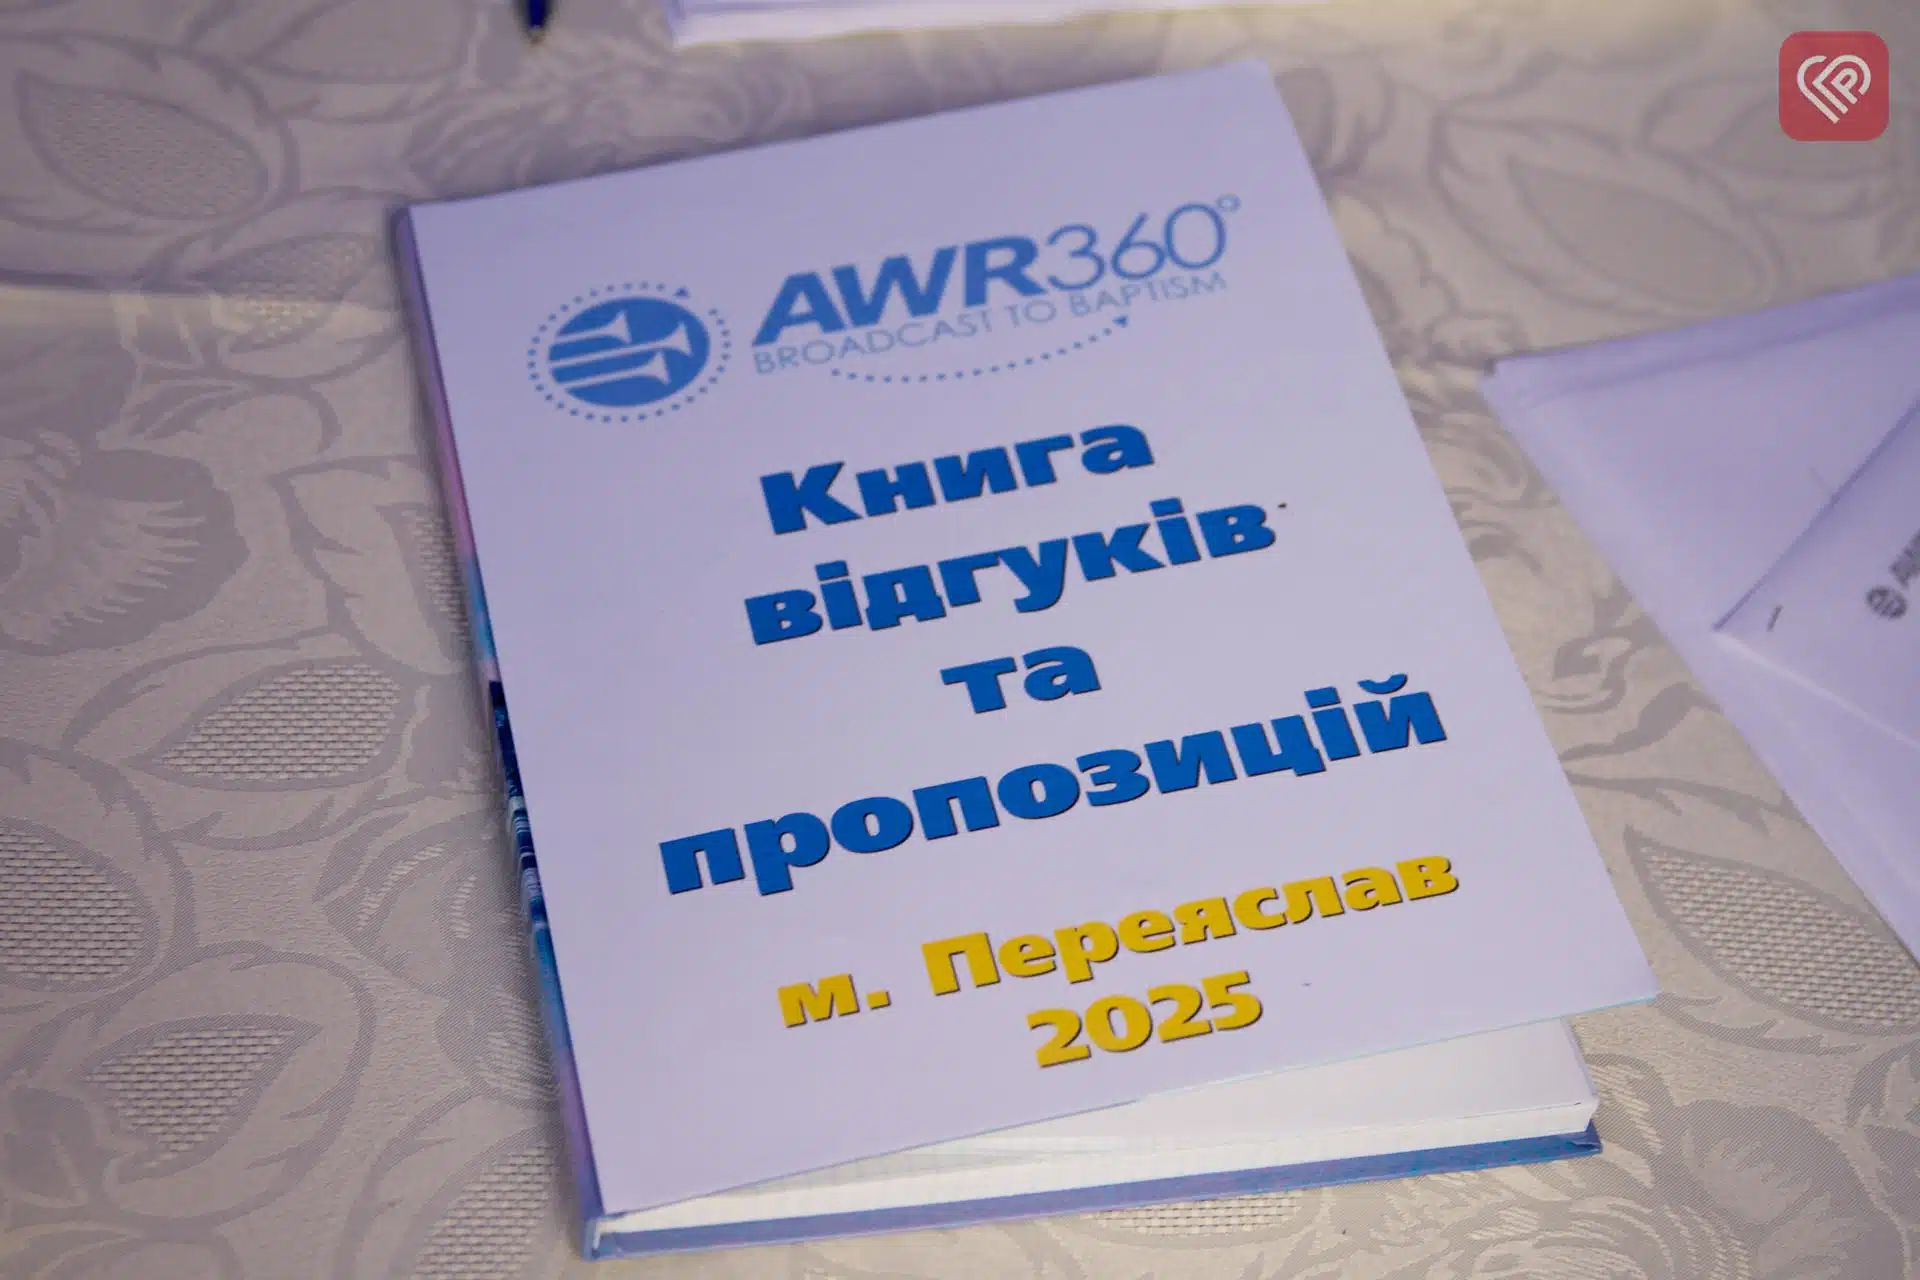 AWR360°
BROADCAST TO BAPTISM
Книга
відгуків
та
пропозицій
м. Переяслав
2025